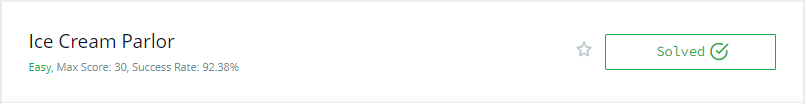 Ice Cream Parlor
Solved
Easy, Max Score: 30, Success Rate: 92.38%